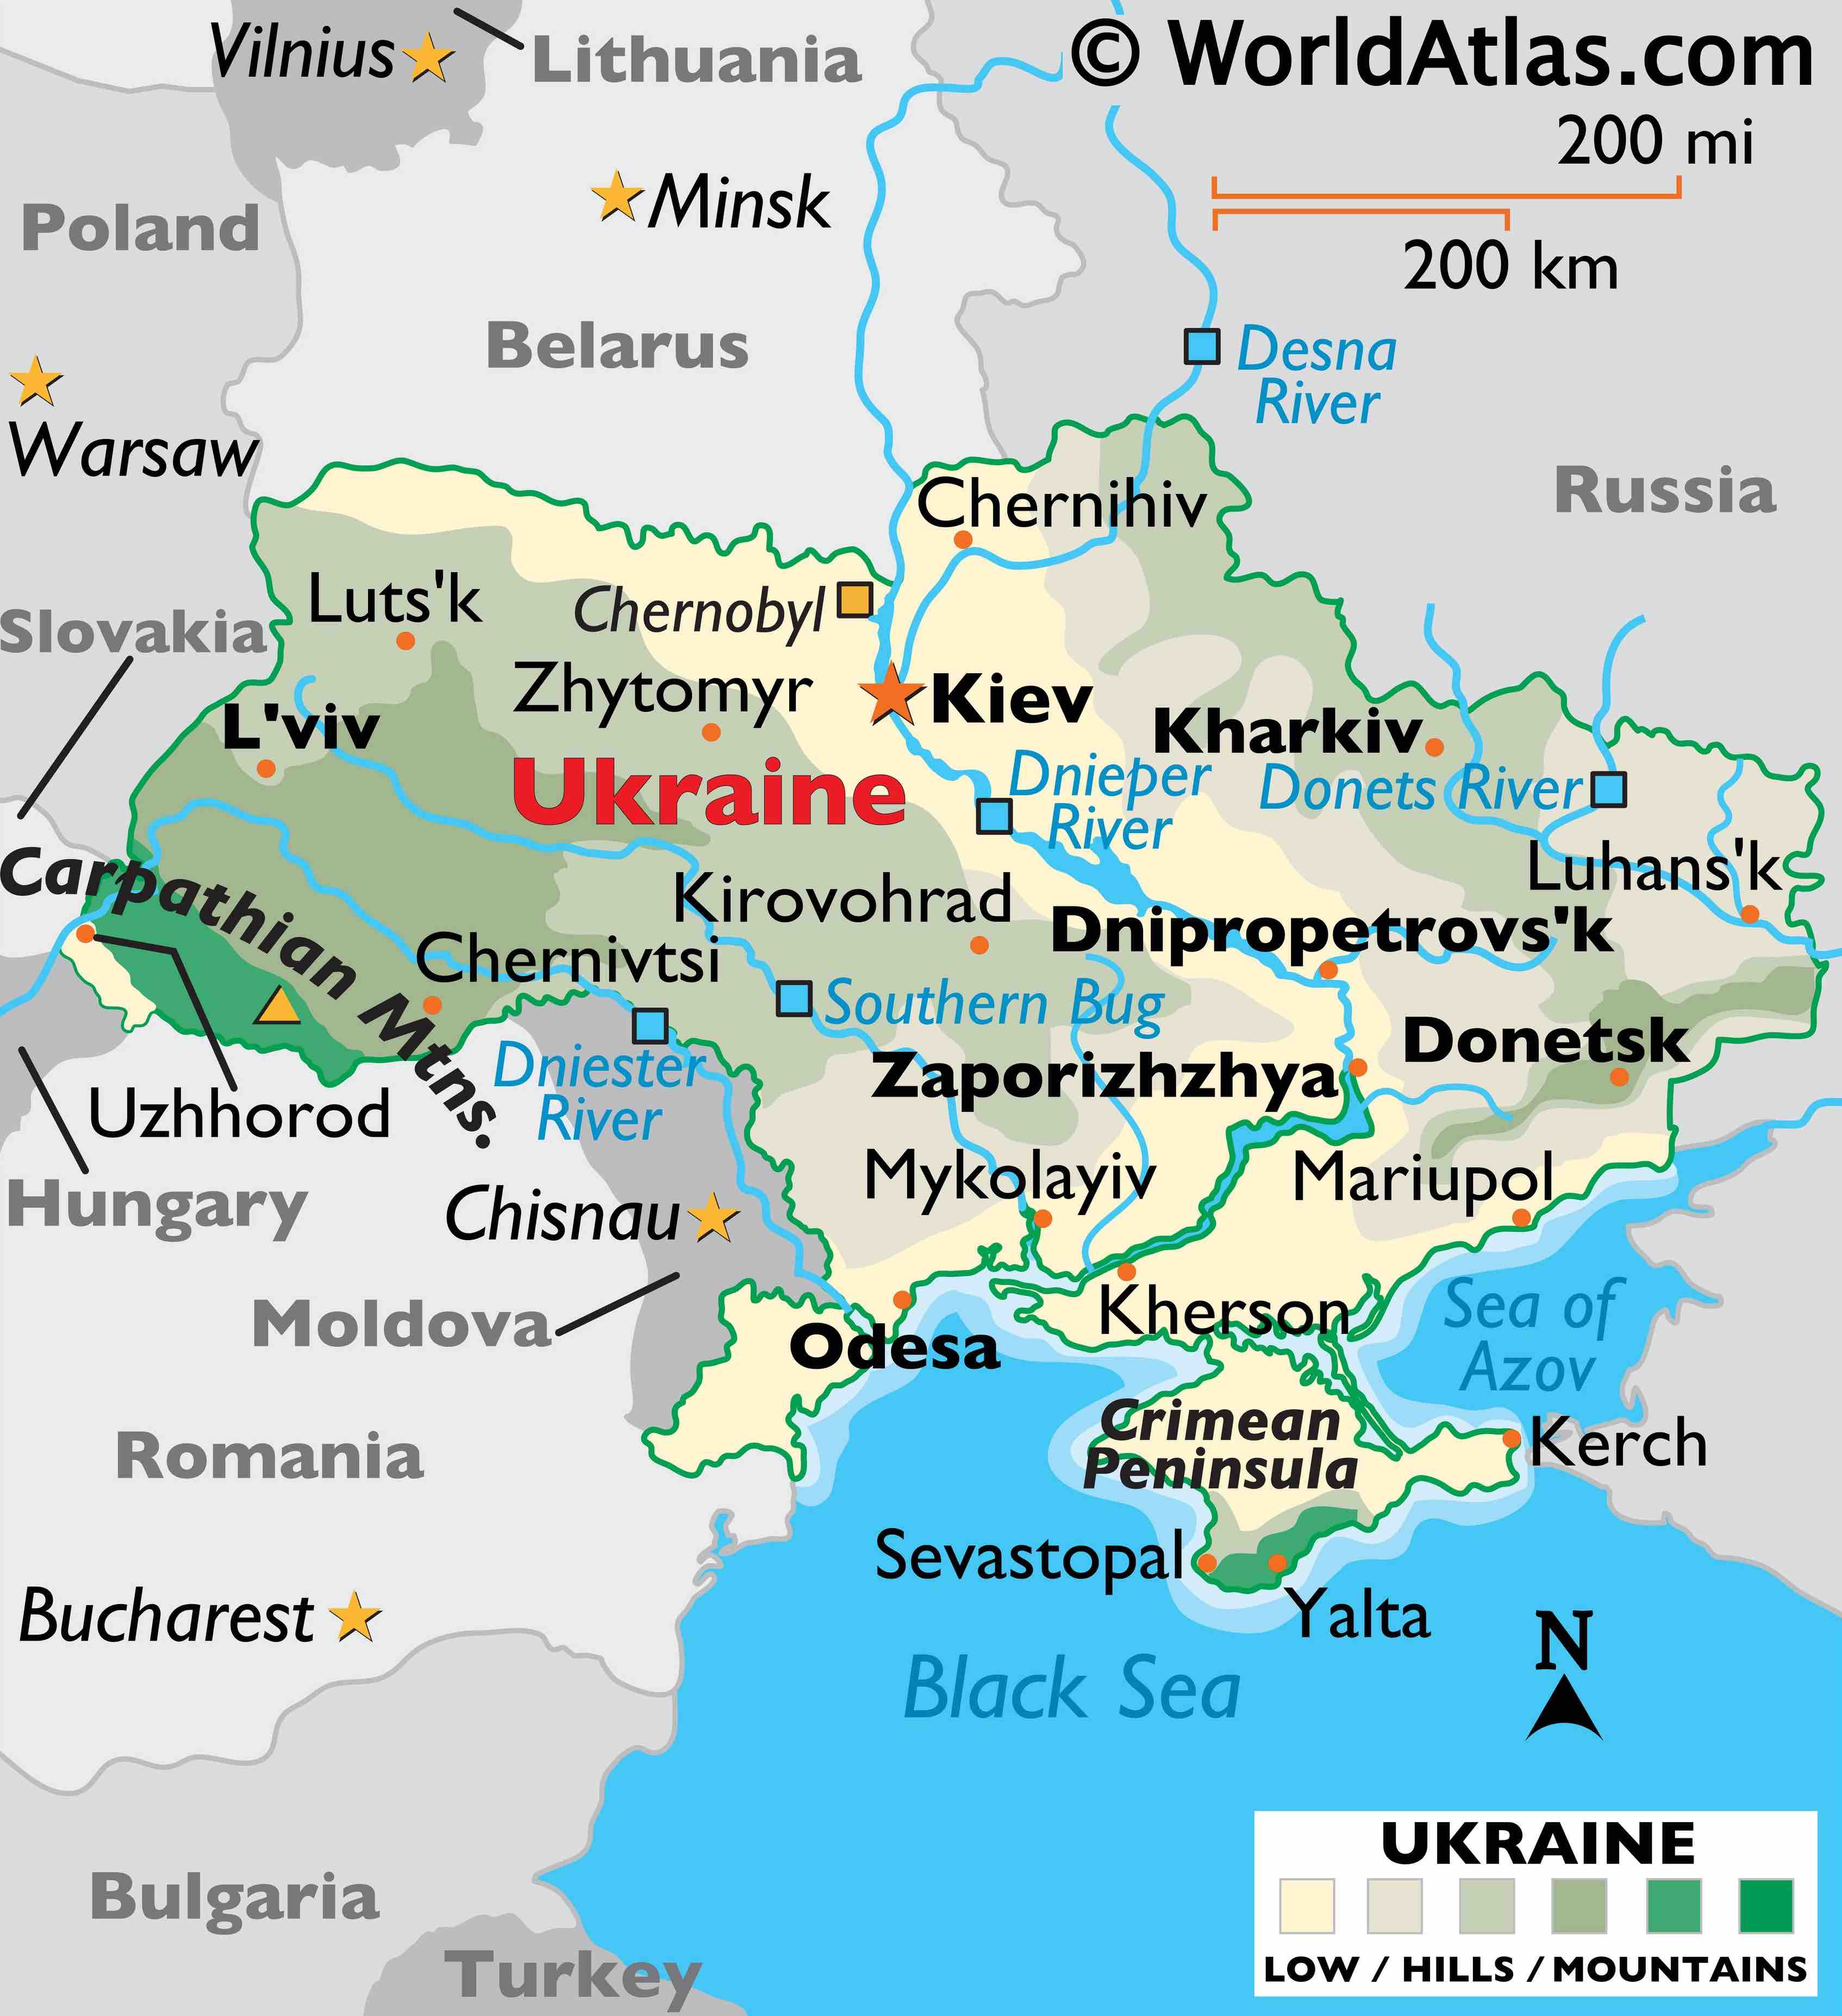 © WorldAtlas.com
Vilnius
Lithuania
200 mi
200 km
Minsk
Poland
Belarus
Desna
River
Warsaw
Russia
Chernihiv
Slovakia
Luts'k
Chernobyl
Zhytomyr
Kiev
L'viv
Kharkiv
Ukraine
Dnieper
River
Donets River
Luhans'k
Carpathian Mtns.
Kirovohrad
Dnipropetrovs'k
Chernivtsi
Southern Bug
Donetsk
Dniester
River
Zaporizhzhya
Uzhhorod
Mykolayiv
Mariupol
Hungary
Chisnau
Moldova
Kherson
Sea of
Azov
Odesa
Crimean
Peninsula
Kerch
Romania
Sevastopal
Yalta
Bucharest
Black Sea
N
Bulgaria
Turkey
UKRAINE
LOW / HILLS / MOUNTAINS